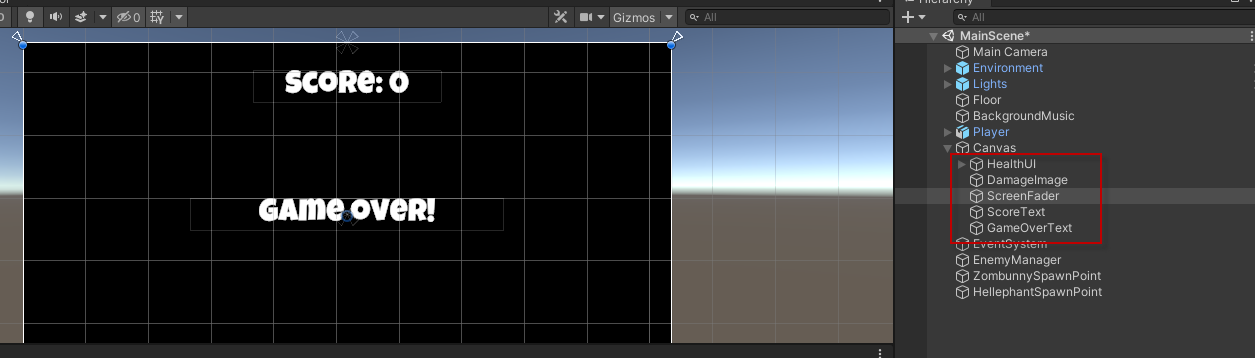 0
Gizmos
All
Hierarchy
All
MainScene*
Main Camera
Environment
Lights
Floor
BackgroundMusic
Player
Canvas
HealthUI
DamageImage
ScreenFader
ScoreText
GameOverText
EventSystem
EnemyManager
ZombunnySpawnPoint
HellephantSpawnPoint
SCORE: 0
GAME OVER!